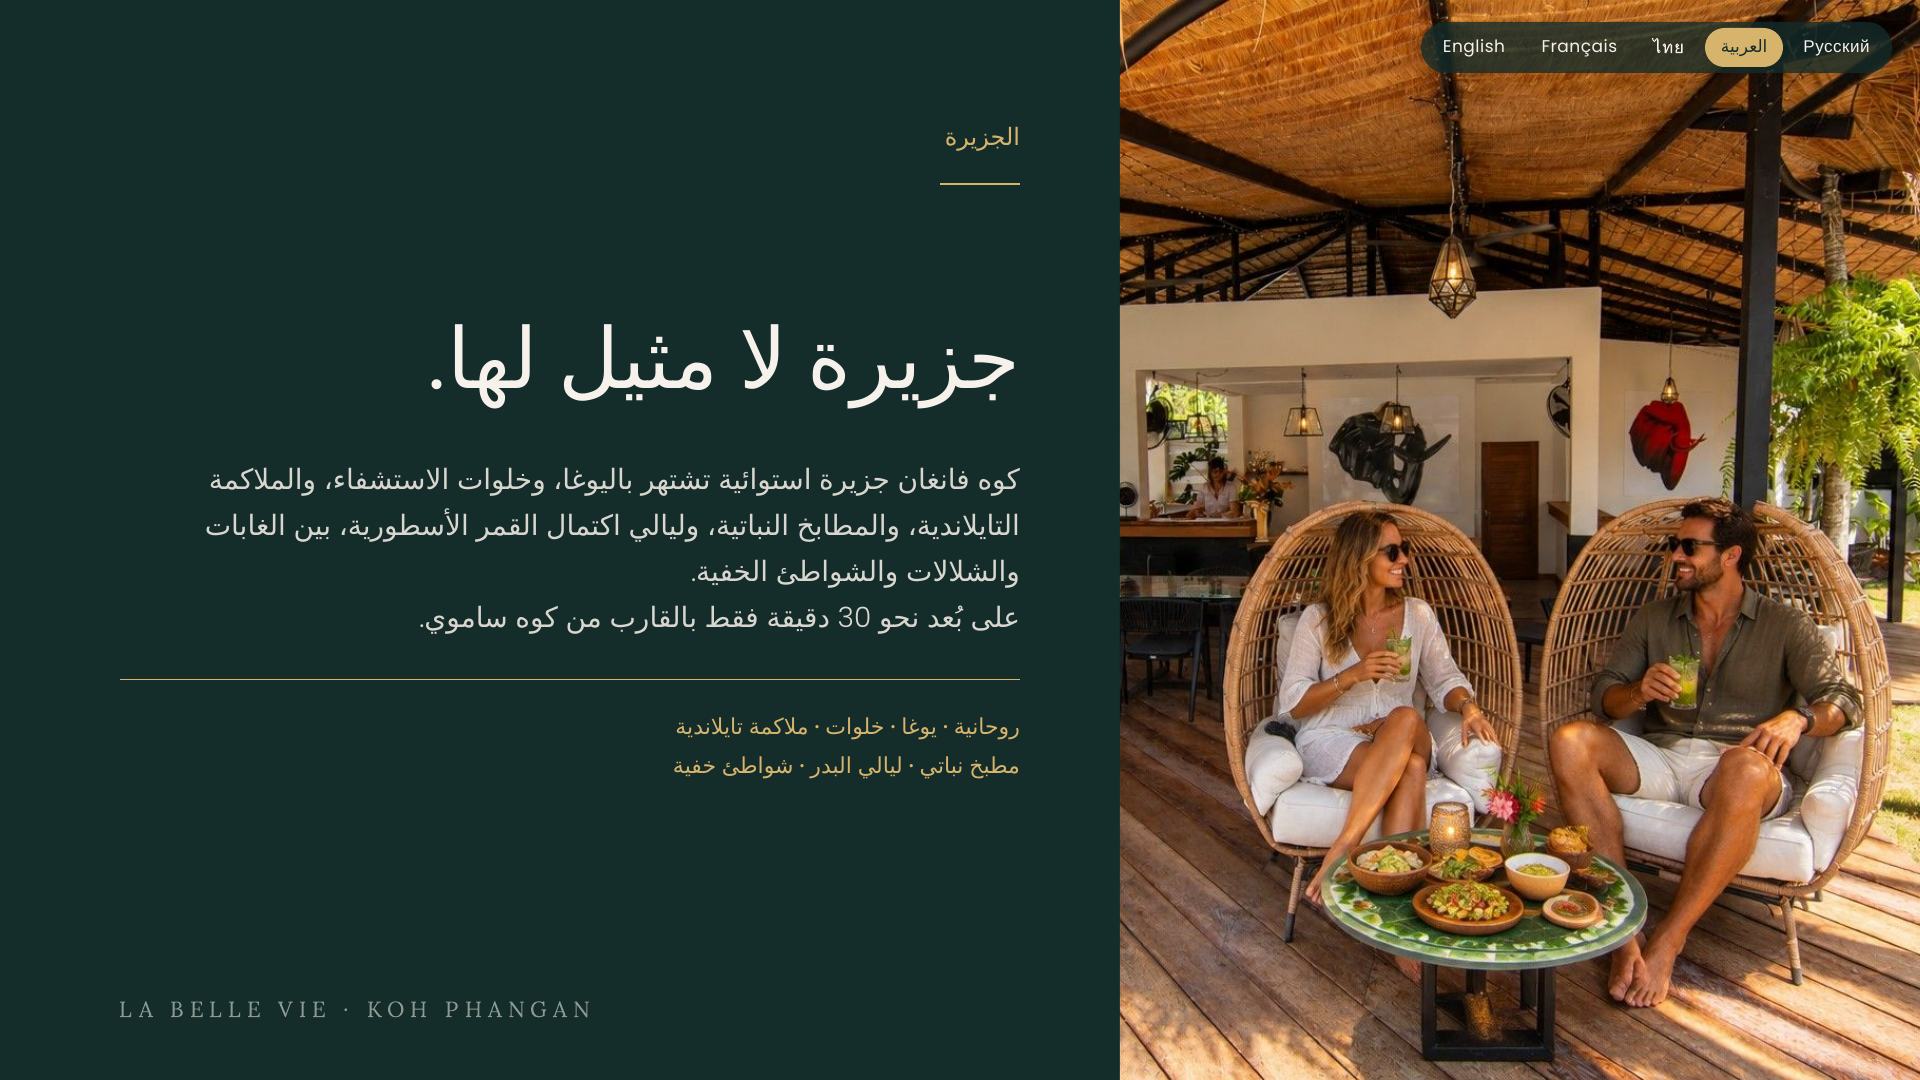 English Français ไทย العربية Русский
الجزيرة
جزيرة لا مثيل لها.
كوه فانغان جزيرة استوائية تشتهر باليوغا، وخلوات الاستشفاء، والملاكمة
التايلاندية، والمطابخ النباتية، وليالي اكتمال القمر الأسطورية، بين الغابات
والشلالات والشواطئ الخفية.
على بُعد نحو 30 دقيقة فقط بالقارب من كوه ساموي.
روحانية · يوغا · خلوات · ملاكمة تايلاندية
مطبخ نباتي · ليالي البدر · شواطئ خفية
LA BELLE VIE · KOH PHANGAN